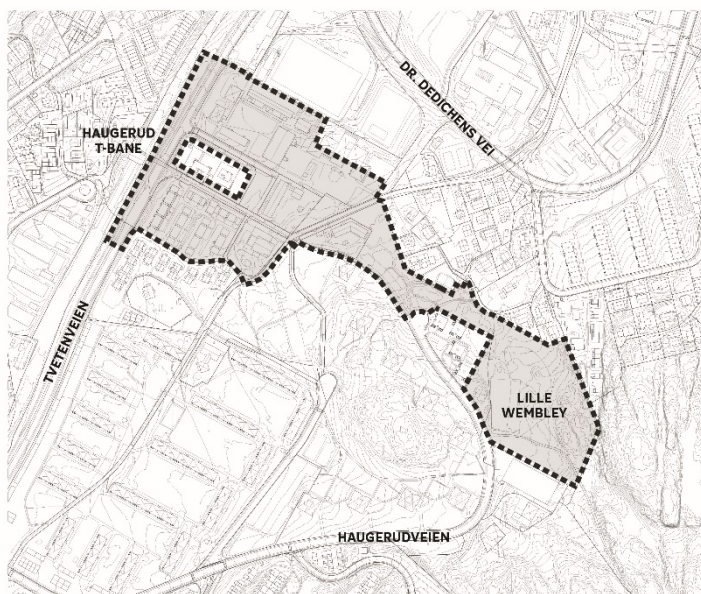 DR. DEDICHENS VEI
HAUGERUD
T-BANE
TVETENVEIEN
LILLE
WEMBLEY
HAUGERUDVEIEN